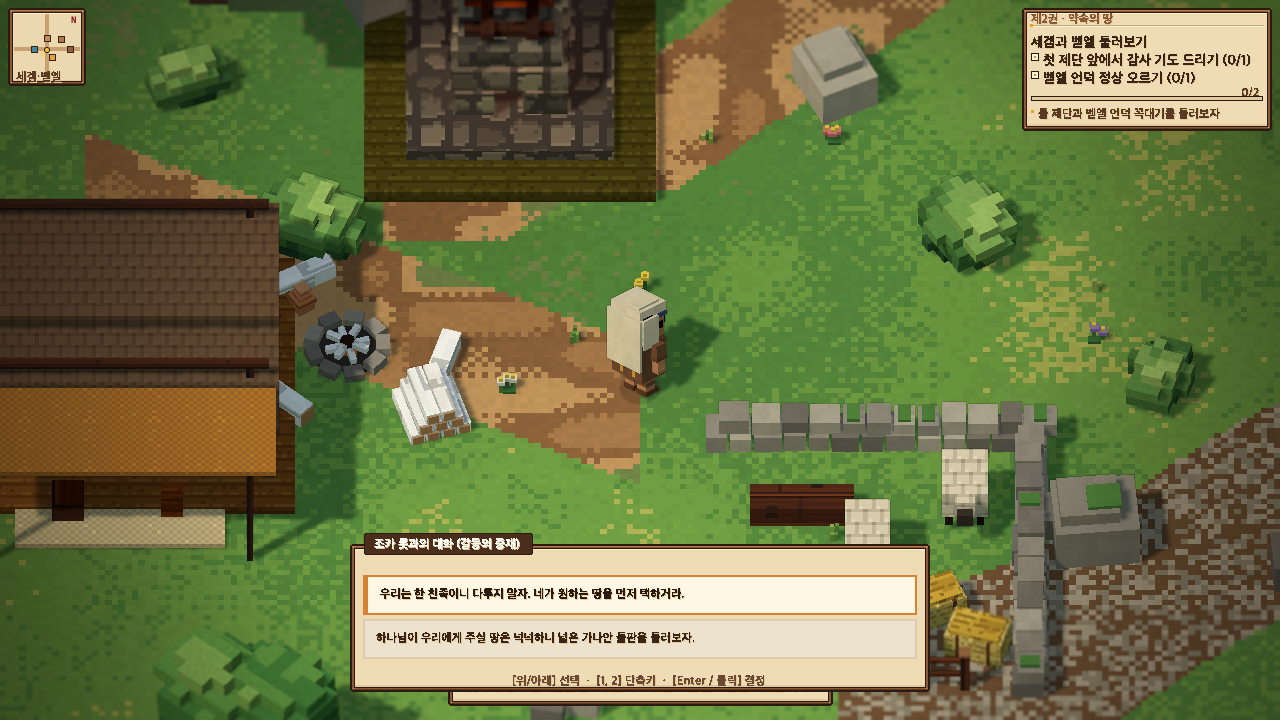 N
세겜·벧엘
제2권 · 약속의 땅
세겜과 벧엘 둘러보기
첫 제단 앞에서 감사 기도 드리기 (0/1)
벧엘 언덕 정상 오르기 (0/1)
0/2
돌 제단과 벧엘 언덕 꼭대기를 둘러보자
조카 롯과의 대화 (갈등의 중재)
우리는 한 친족이니 다투지 말자. 네가 원하는 땅을 먼저 택하거라.
하나님이 우리에게 주실 땅은 넉넉하니 넓은 가나안 들판을 둘러보자.
[위/아래] 선택 · [1, 2] 단축키 · [Enter / 클릭] 결정